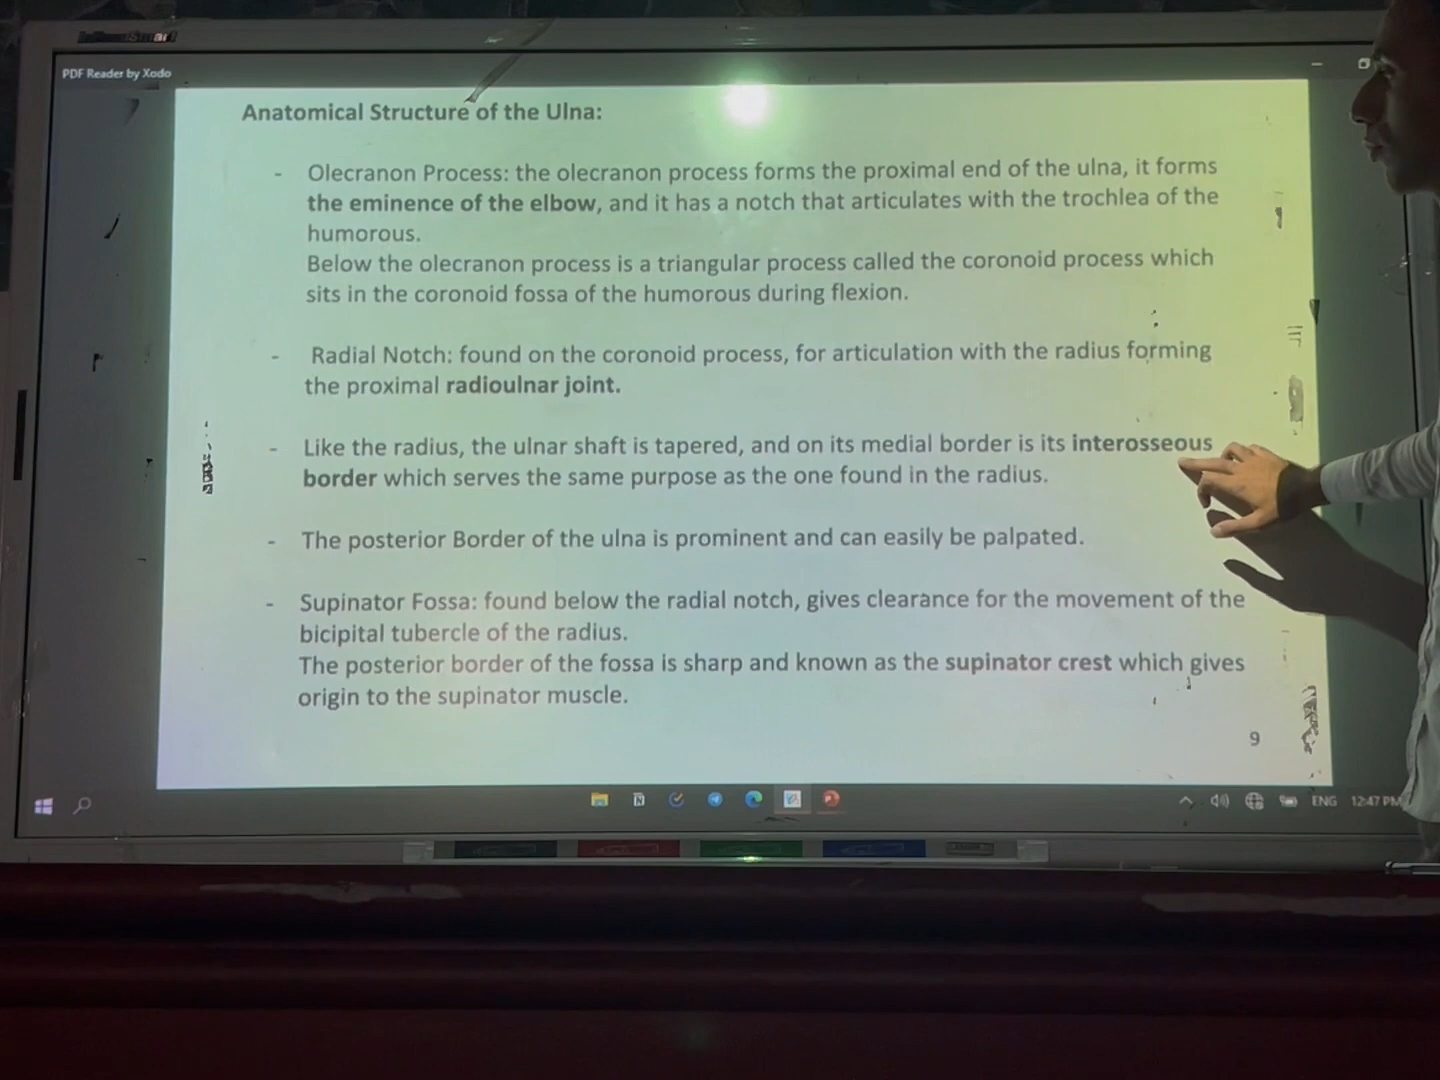 PDF Reader by Xodo
Anatomical Structure of the Ulna:
- Olecranon Process: the olecranon process forms the proximal end of the ulna, it forms
the eminence of the elbow, and it has a notch that articulates with the trochlea of the
humorous.
Below the olecranon process is a triangular process called the coronoid process which
sits in the coronoid fossa of the humorous during flexion.
- Radial Notch: found on the coronoid process, for articulation with the radius forming
the proximal radioulnar joint.
- Like the radius, the ulnar shaft is tapered, and on its medial border is its interosseous
border which serves the same purpose as the one found in the radius.
- The posterior Border of the ulna is prominent and can easily be palpated.
- Supinator Fossa: found below the radial notch, gives clearance for the movement of the
bicipital tubercle of the radius.
The posterior border of the fossa is sharp and known as the supinator crest which gives
origin to the supinator muscle.
9
ENG 12:47 PM